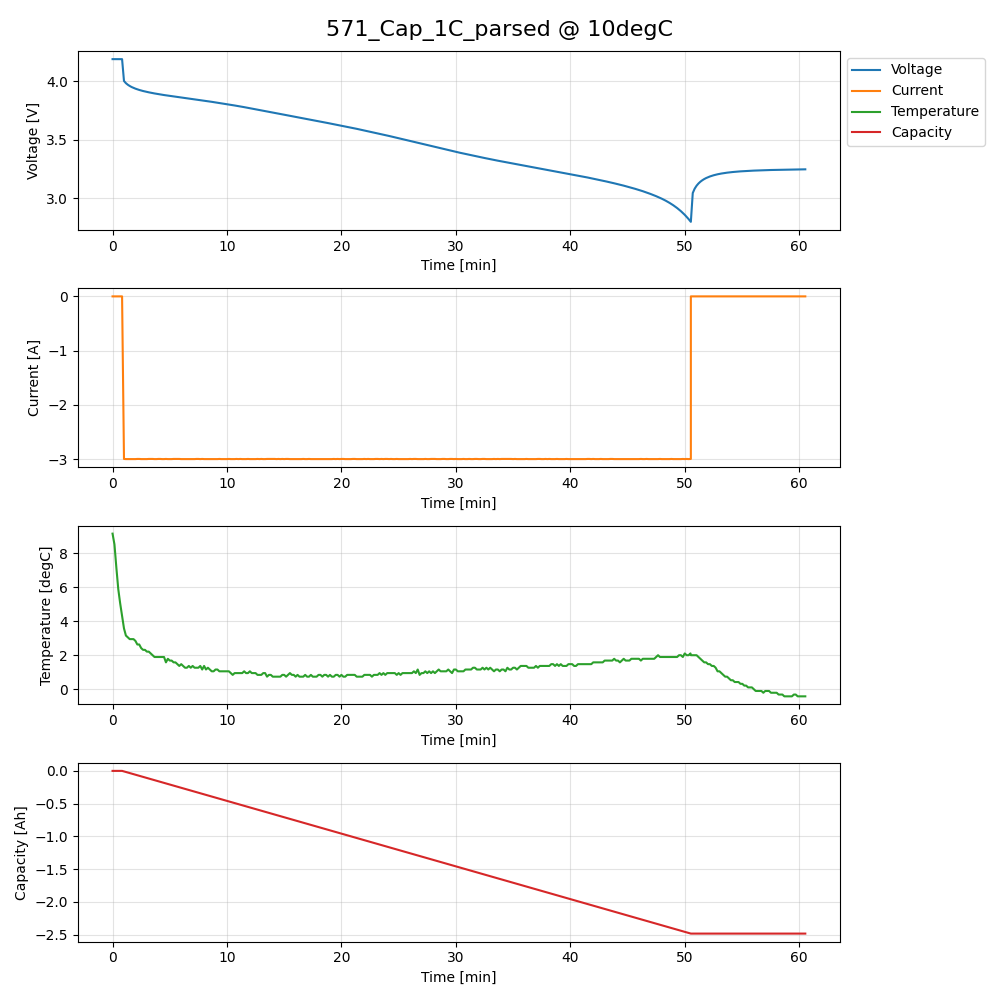 571_Cap_1C_parsed @ 10degC
Voltage
Current
Temperature
Capacity
Voltage [V]
4.0
3.5
3.0
0 10 20 30 40 50 60
Time [min]
Current [A]
0
−1
−2
−3
0 10 20 30 40 50 60
Time [min]
Temperature [degC]
8
6
4
2
0
0 10 20 30 40 50 60
Time [min]
Capacity [Ah]
0.0
−0.5
−1.0
−1.5
−2.0
−2.5
0 10 20 30 40 50 60
Time [min]